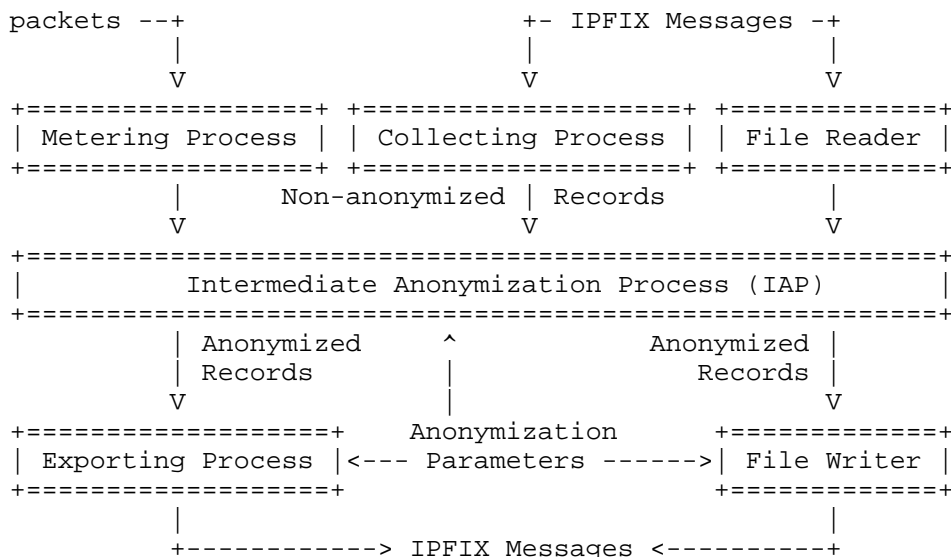 packets --+                     +- IPFIX Messages -+
          |                     |                  |
          V                     V                  V
+==================+ +====================+ +=============+
| Metering Process | | Collecting Process | | File Reader |
+==================+ +====================+ +=============+
          |     Non-anonymized | Records           |
          V                     V                  V
+=========================================================+
|          Intermediate Anonymization Process (IAP)       |
+=========================================================+
          | Anonymized     ^           Anonymized |
          | Records        |              Records |
          V                |                      V
+===================+    Anonymization      +=============+
| Exporting Process |<--- Parameters ------>| File Writer |
+===================+                       +=============+
          |                                        |
          +------------> IPFIX Messages <----------+